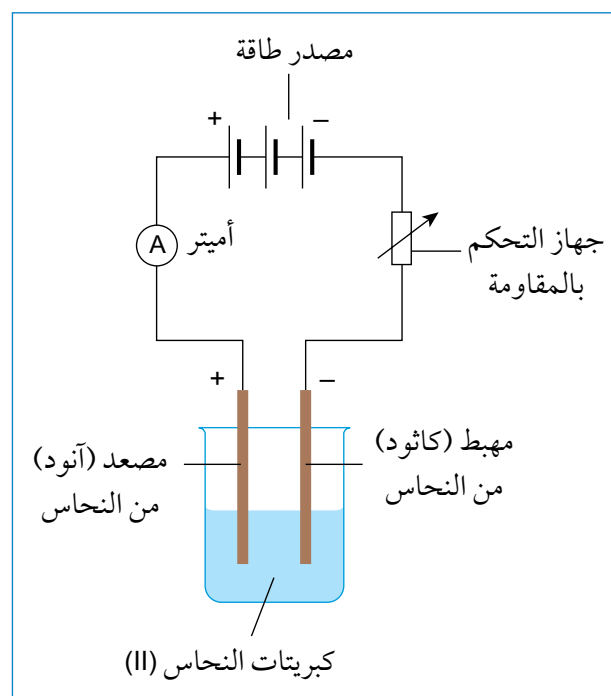 مصدر طاقة
+ −
A
أميتر
جهاز التحكم
بالمقاومة
+ −
مصعد (آنود)
من النحاس
مهبط (كاثود)
من النحاس
كبريتات النحاس (II)